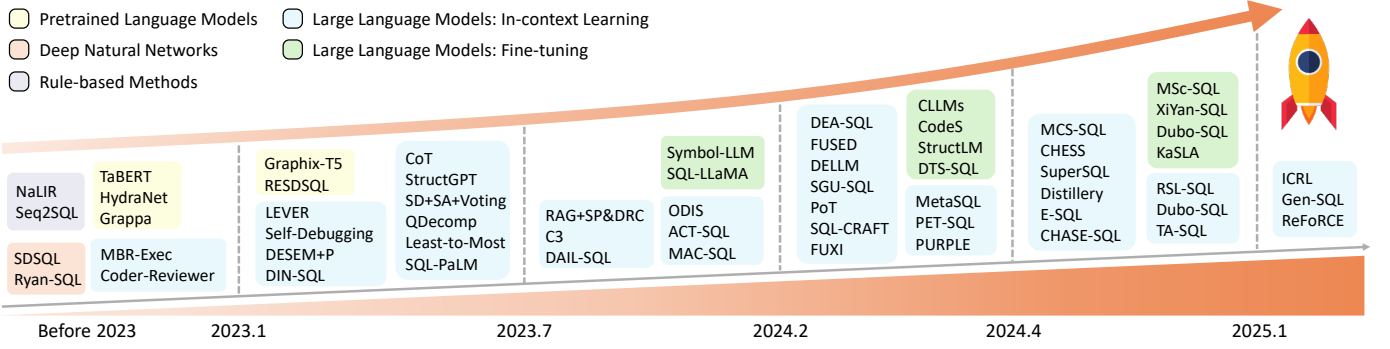 Pretrained Language Models
Deep Natural Networks
Rule-based Methods
Large Language Models: In-context Learning
Large Language Models: Fine-tuning
NaLIR
Seq2SQL
SDSQL
Ryan-SQL
TaBERT
HydraNet
Grappa
MBR-Exec
Coder-Reviewer
Graphix-T5
RESDSQL
LEVER
Self-Debugging
DESEM+P
DIN-SQL
CoT
StructGPT
SD+SA+Voting
QDecomp
Least-to-Most
SQL-PaLM
RAG+SP&DRC
C3
DAIL-SQL
Symbol-LLM
SQL-LLaMA
ODIS
ACT-SQL
MAC-SQL
DEA-SQL
FUSED
DELLM
SGU-SQL
PoT
SQL-CRAFT
FUXI
CLLMs
CodeS
StructLM
DTS-SQL
MetaSQL
PET-SQL
PURPLE
MCS-SQL
CHESS
SuperSQL
Distillery
E-SQL
CHASE-SQL
MSc-SQL
XiYan-SQL
Dubo-SQL
KaSLA
RSL-SQL
Dubo-SQL
TA-SQL
ICRL
Gen-SQL
ReFoRCE
Before 2023
2023.1
2023.7
2024.2
2024.4
2025.1